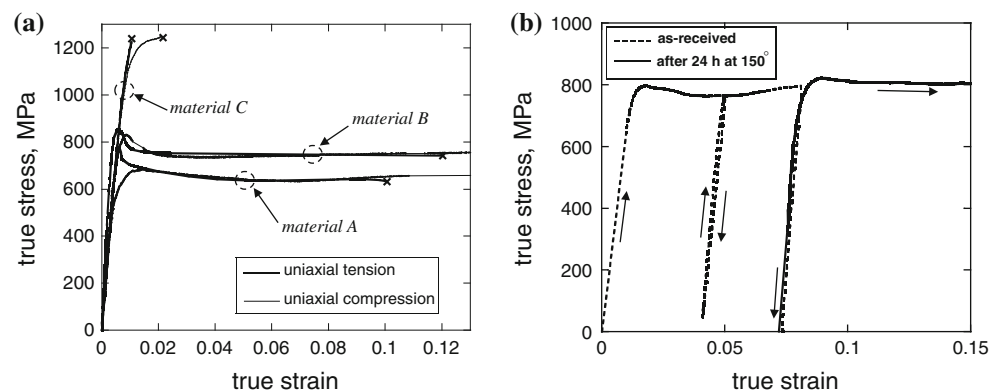 (a)
true stress, MPa
1200
1000
800
600
400
200
0
material C
material B
material A
uniaxial tension
uniaxial compression
0 0.02 0.04 0.06 0.08 0.10 0.12
true strain
(b)
true stress, MPa
1000
800
600
400
200
0
as-received
after 24 h at 150°
0 0.05 0.1 0.15
true strain